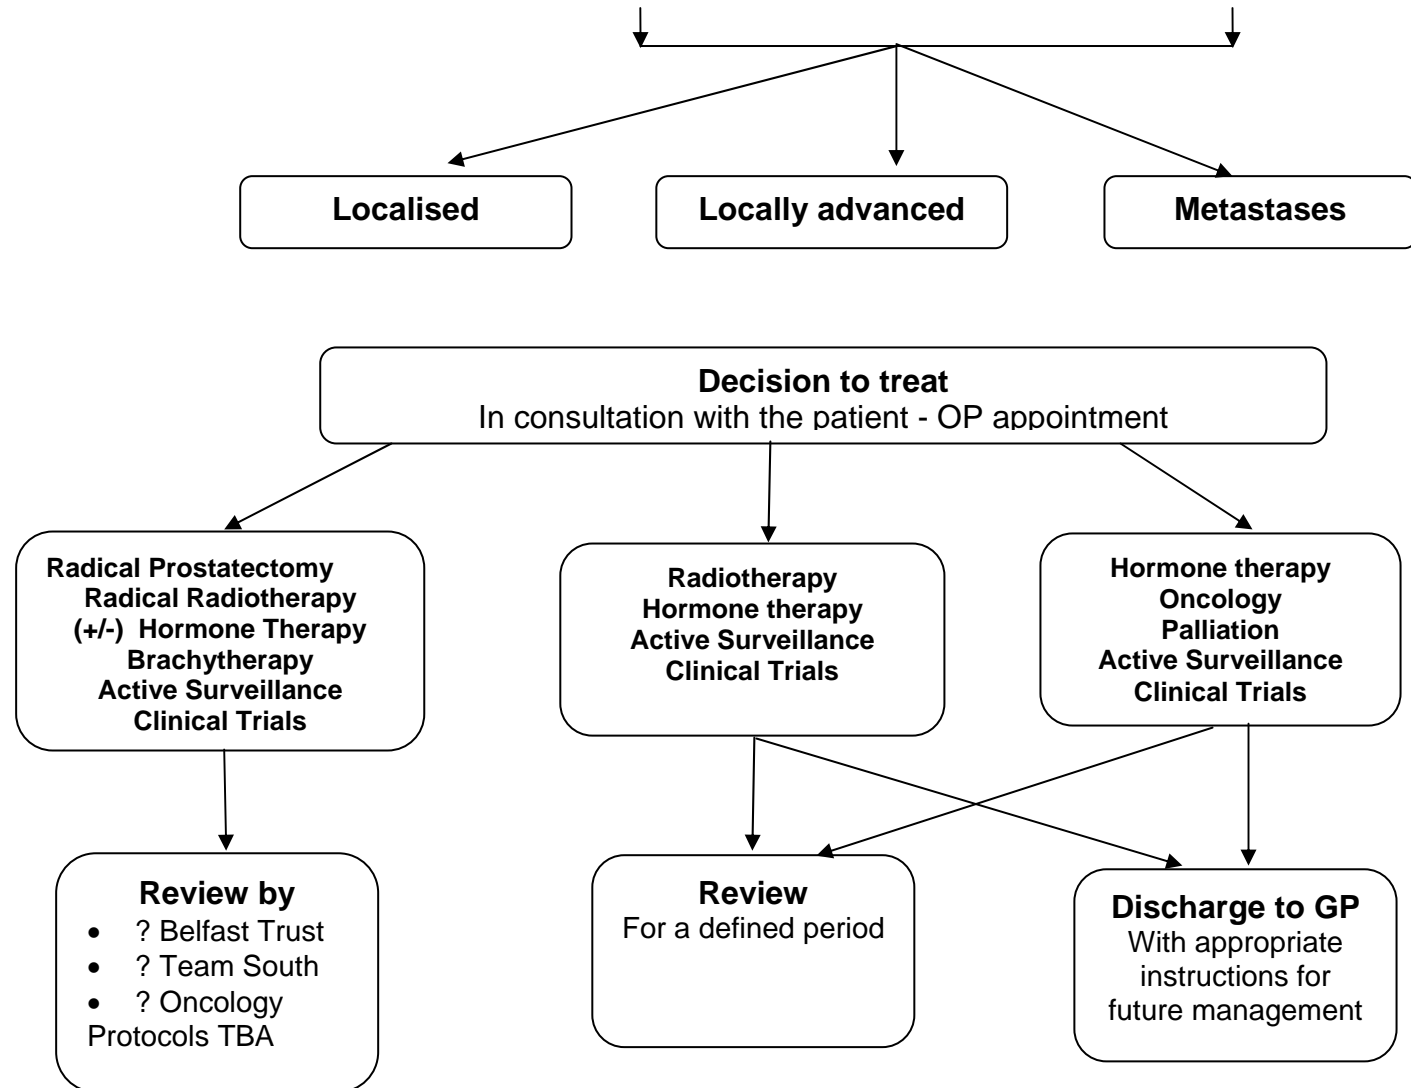 Localised
Locally advanced
Metastases
Decision to treat
In consultation with the patient - OP appointment
Radical Prostatectomy
Radical Radiotherapy
(+/-) Hormone Therapy
Brachytherapy
Active Surveillance
Clinical Trials
Radiotherapy
Hormone therapy
Active Surveillance
Clinical Trials
Hormone therapy
Oncology
Palliation
Active Surveillance
Clinical Trials
Review by
• ? Belfast Trust
• ? Team South
• ? Oncology
Protocols TBA
Review
For a defined period
Discharge to GP
With appropriate
instructions for
future management